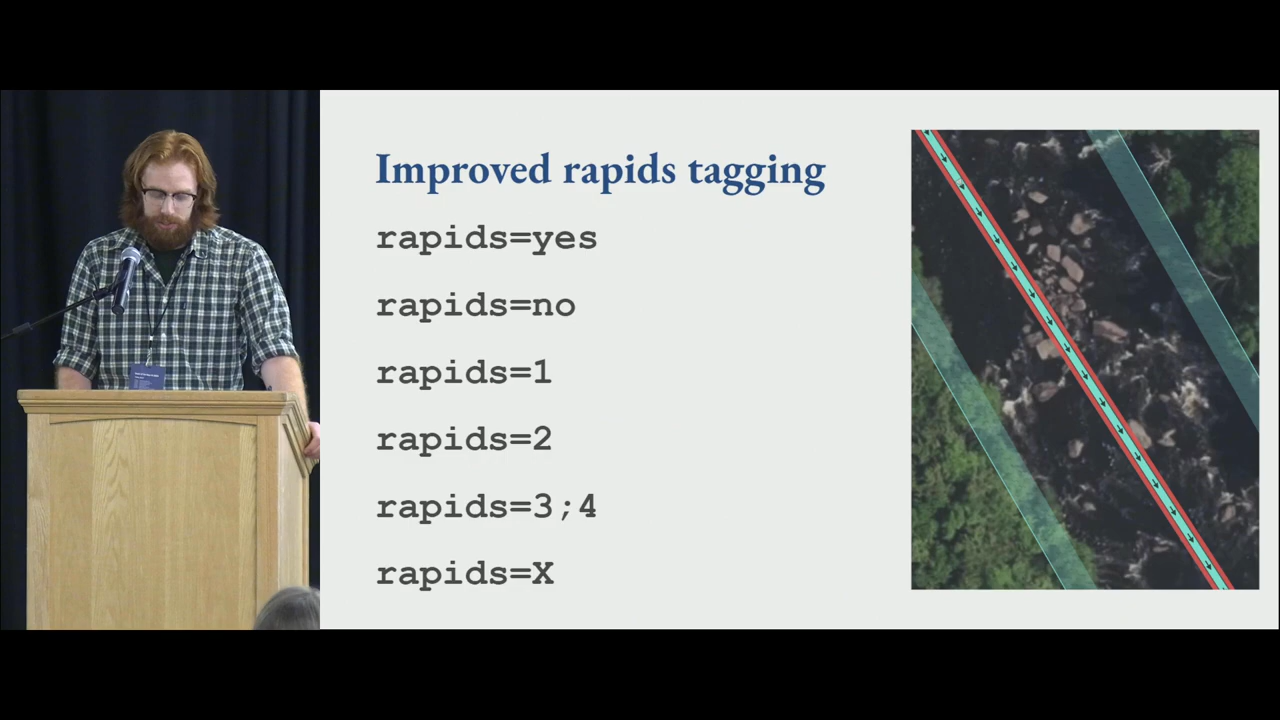 Improved rapids tagging
rapids=yes
rapids=no
rapids=1
rapids=2
rapids=3;4
rapids=X